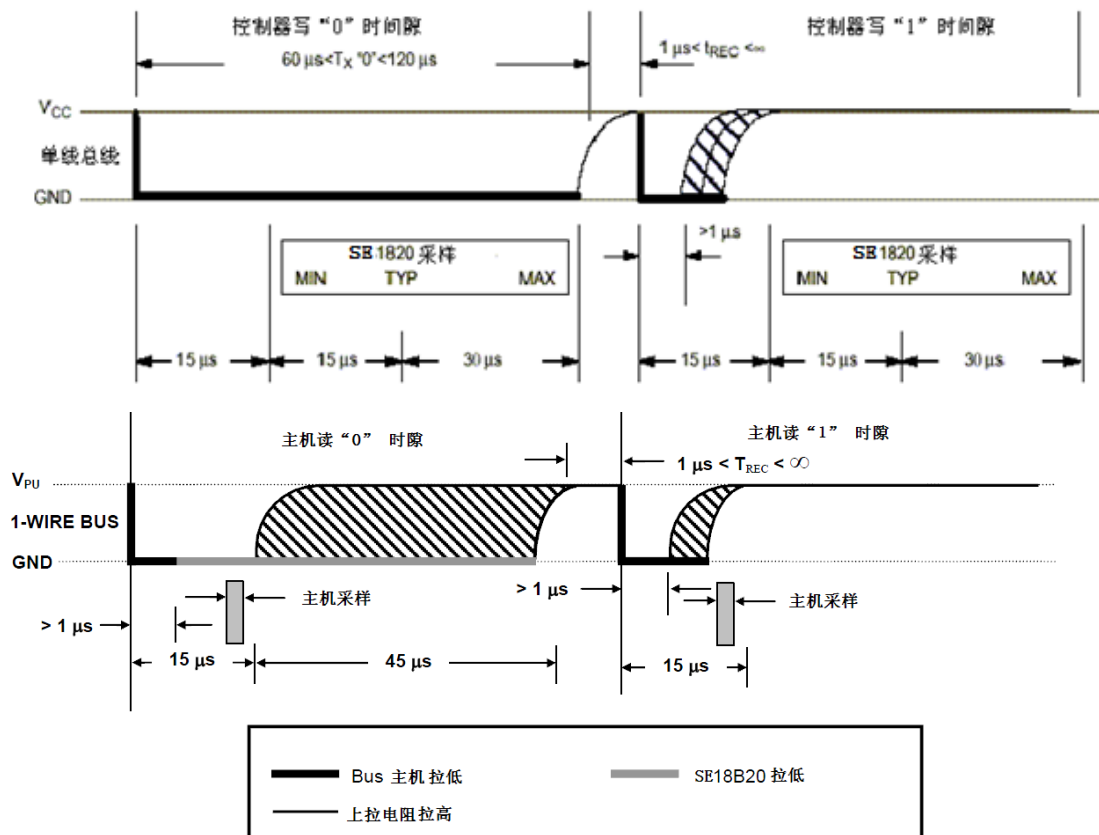 控制器写“0”时间隙
控制器写“1”时间隙
60 μs<TX "0"<120 μs
1 μs< tREC <∞
VCC
单线总线
GND
>1 μs
SE1820 采样
MIN TYP MAX
SE1820 采样
MIN TYP MAX
15 μs 15 μs 30 μs 15 μs 15 μs 30 μs
主机读“0” 时隙
主机读“1” 时隙
1 μs < TREC < ∞
VPU
1-WIRE BUS
GND
主机采样
> 1 μs
主机采样
> 1 μs
15 μs 45 μs 15 μs
Bus 主机拉低
SE18B20 拉低
上拉电阻拉高